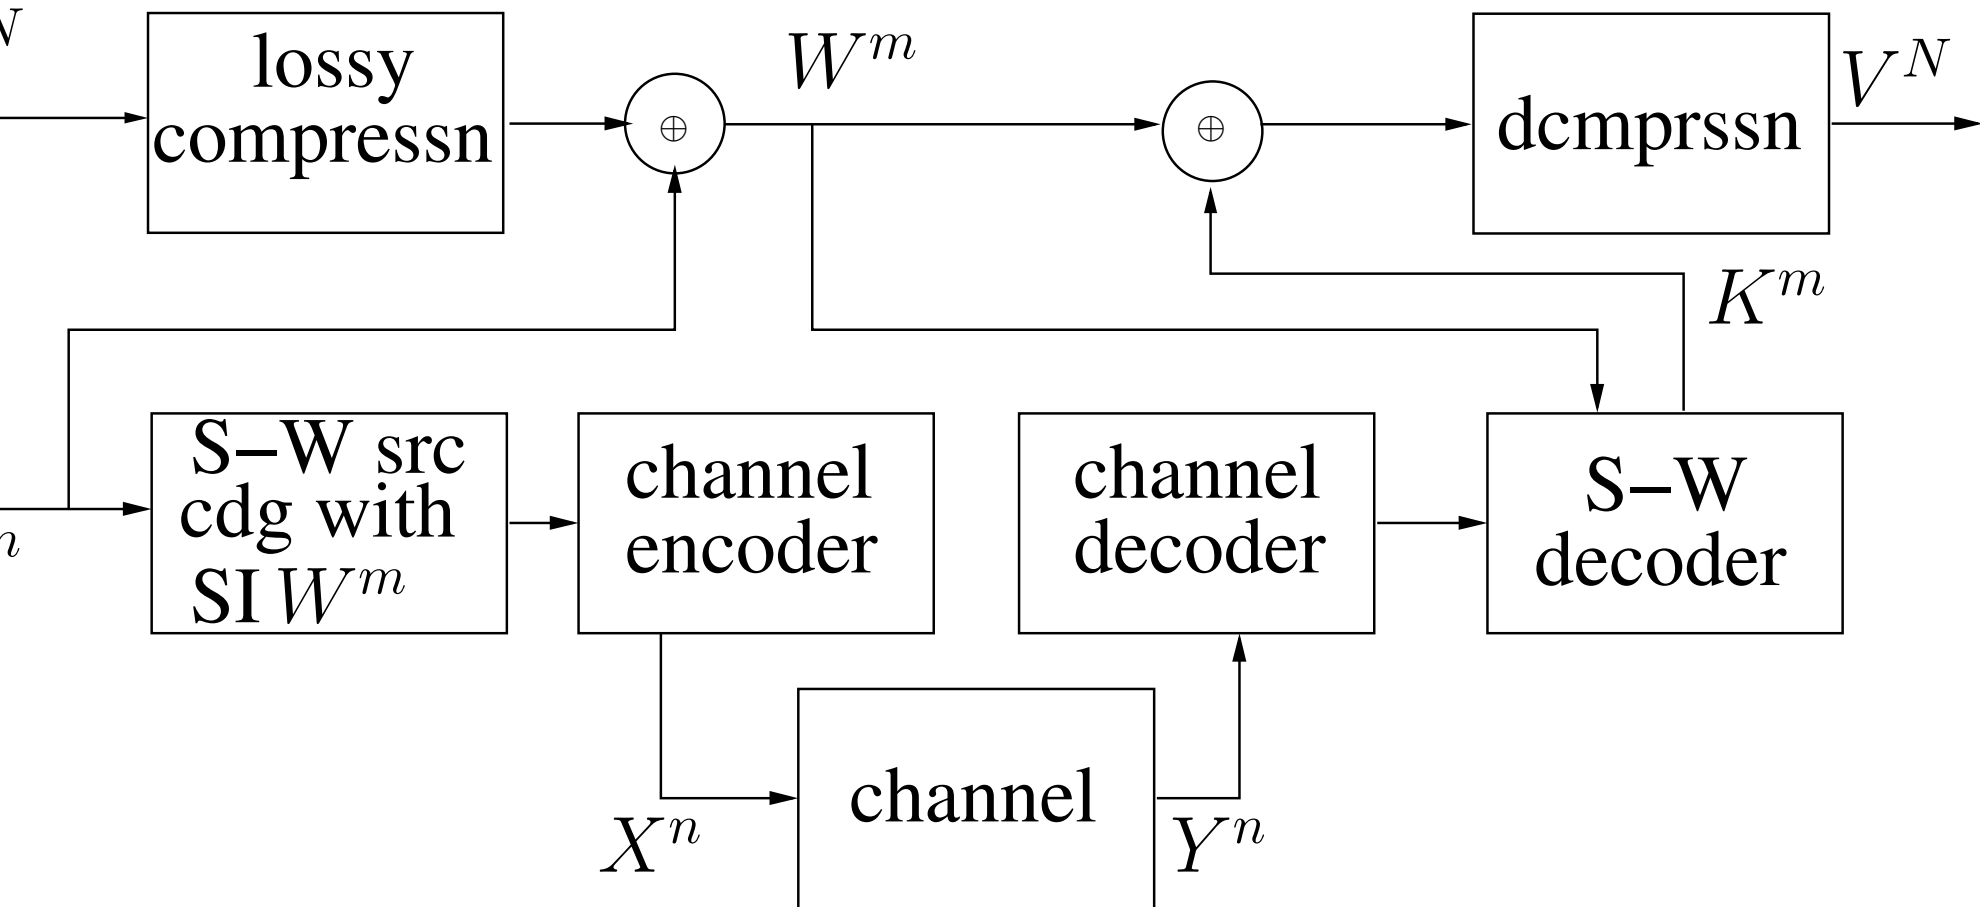 N
lossy
compressn
⊕
W^m
⊕
dcmprssn
V^N
K^m
S–W src
cdg with
SI W^m
channel
encoder
channel
decoder
S–W
decoder
channel
X^n
Y^n